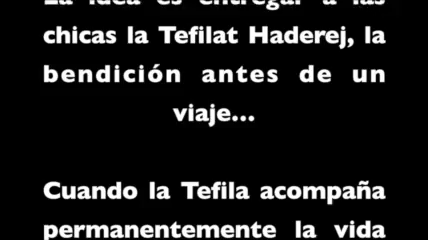 La idea es entregar a las
chicas la Tefilat Haderej, la
bendición antes de un
viaje...
Cuando la Tefila acompaña
permanentemente la vida